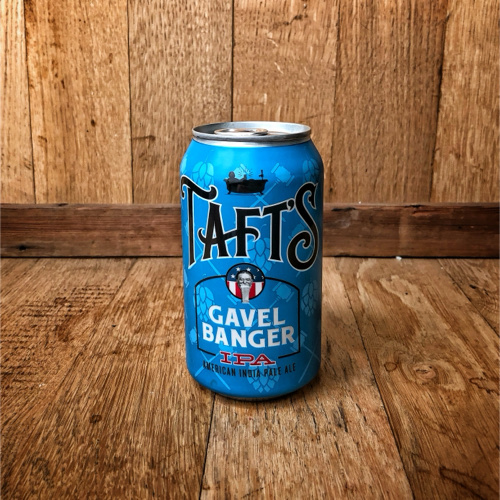 TAFT'S
GAVEL
BANGER
IPA
AMERICAN INDIA PALE ALE